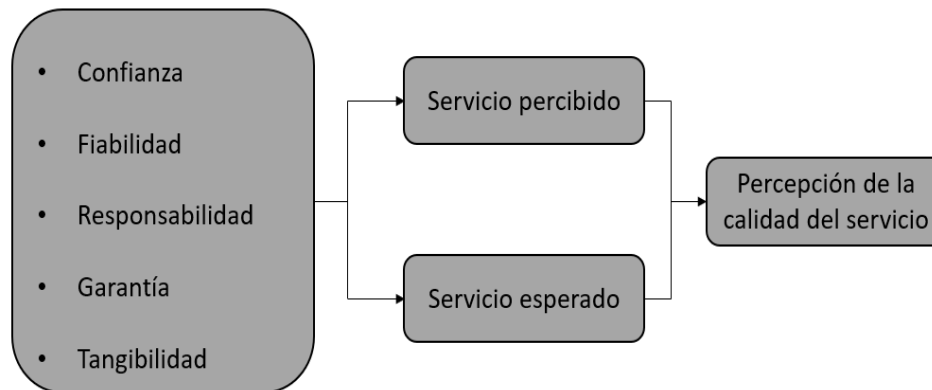 • Confianza
• Fiabilidad
• Responsabilidad
• Garantía
• Tangibilidad
Servicio percibido
Servicio esperado
Percepción de la
calidad del servicio